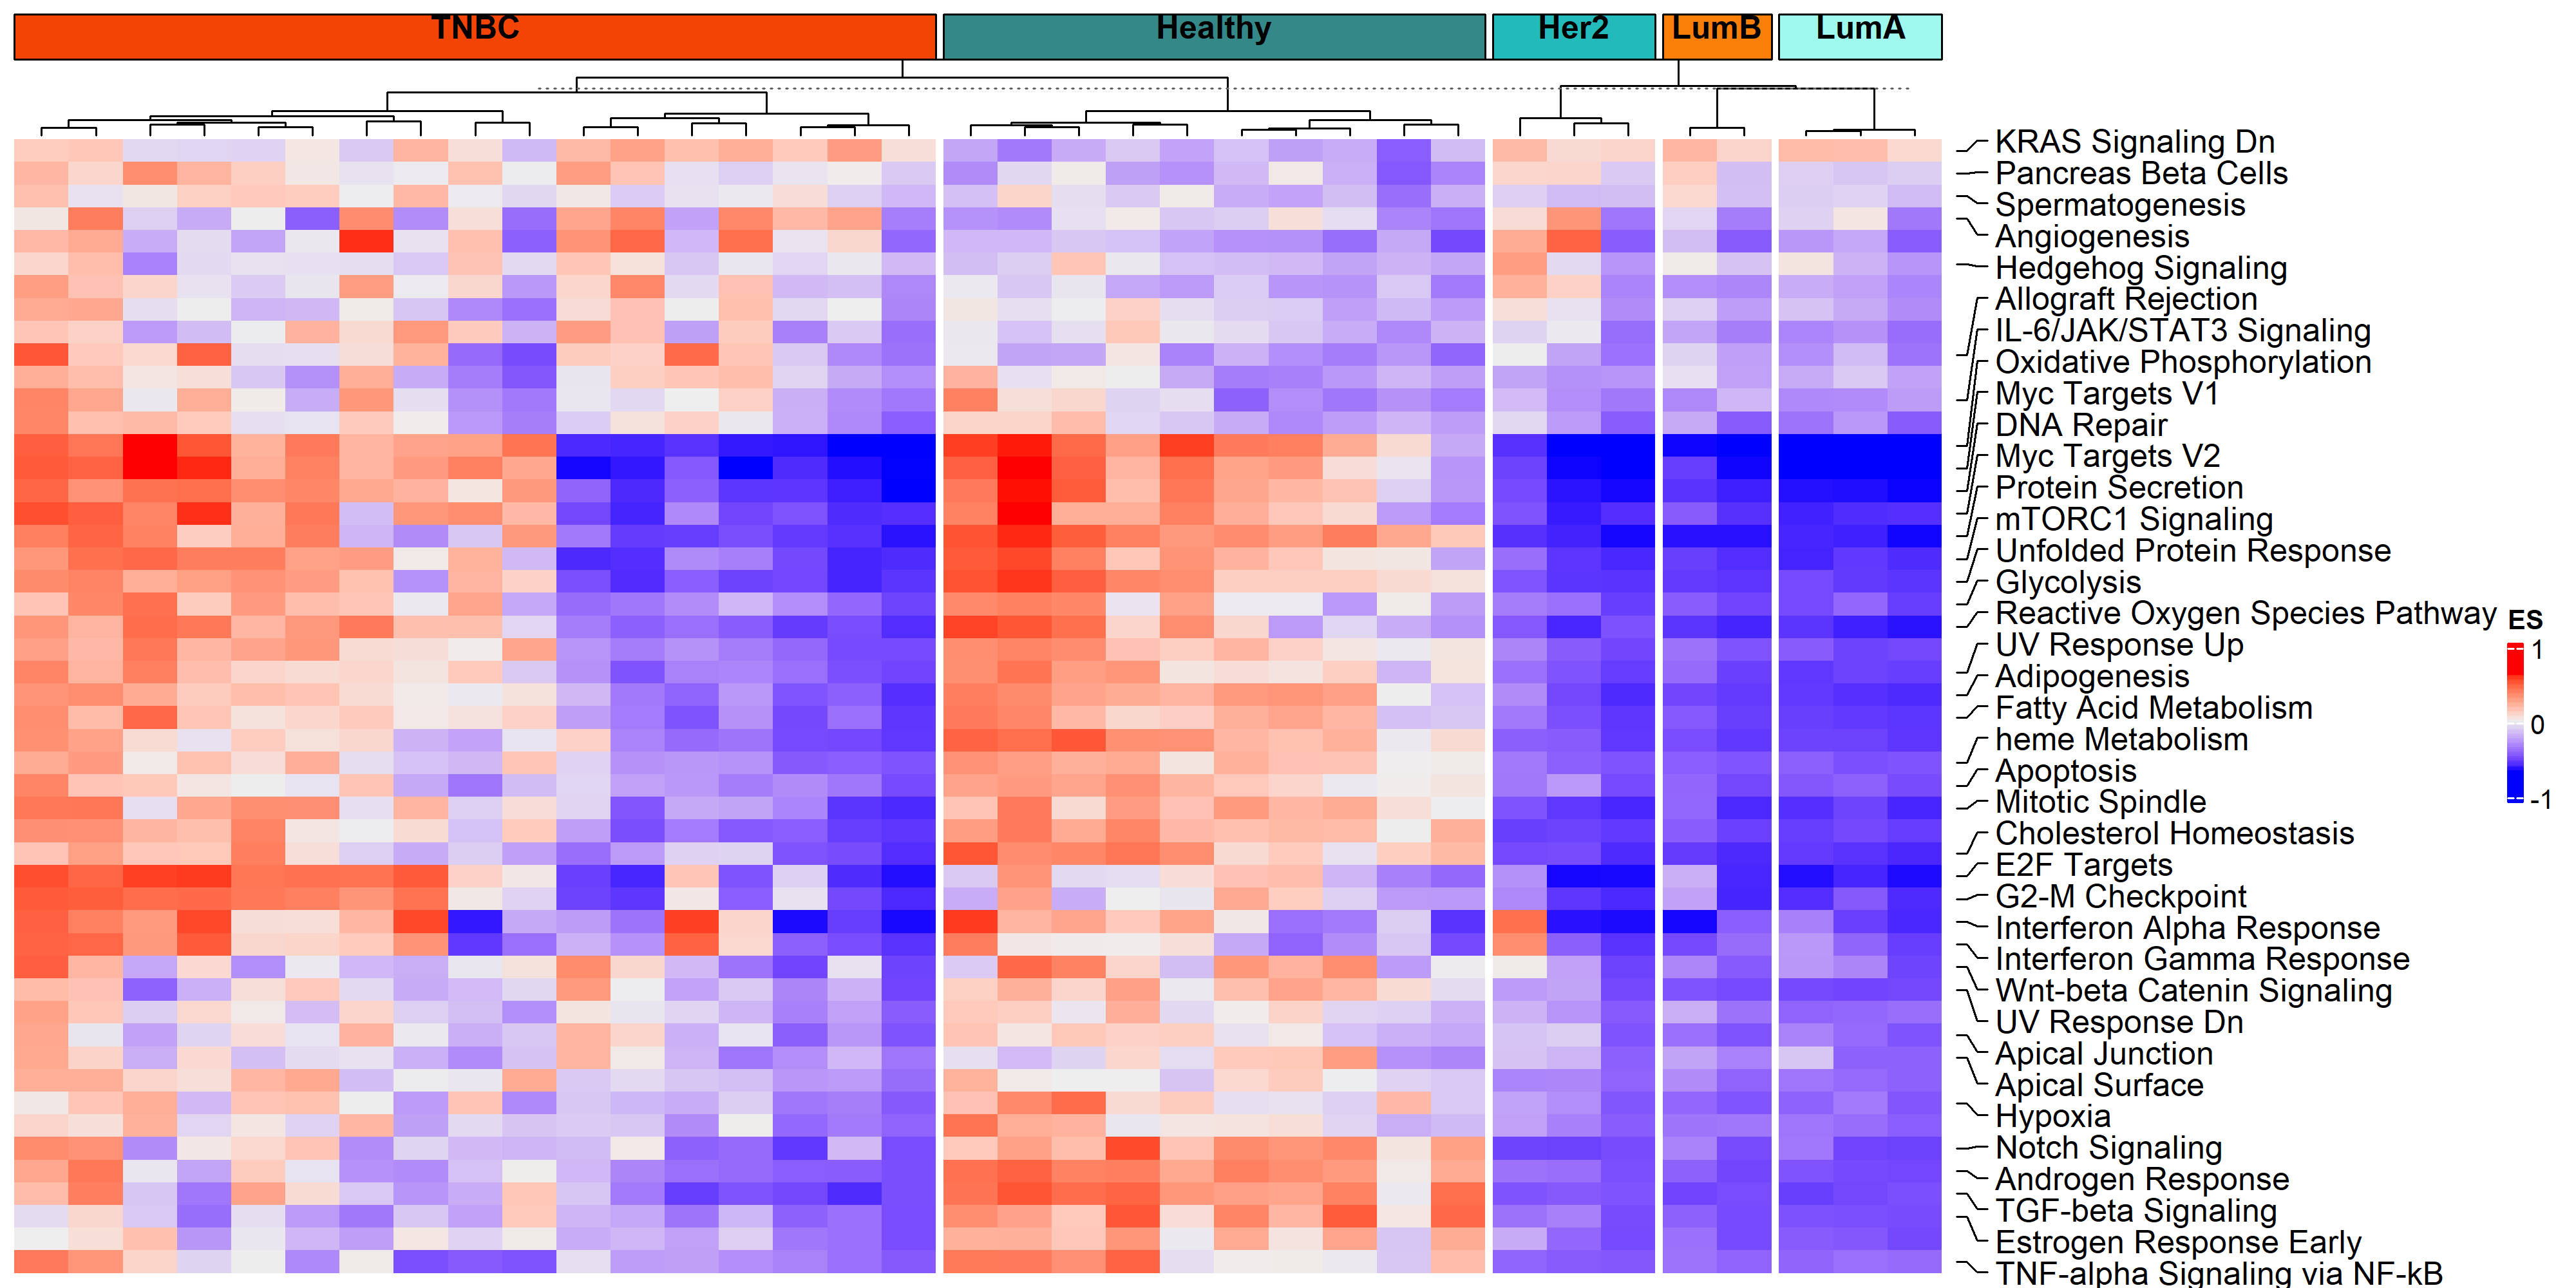 TNBC Healthy Her2 LumB LumA
KRAS Signaling Dn
Pancreas Beta Cells
Spermatogenesis
Angiogenesis
Hedgehog Signaling
Allograft Rejection
IL-6/JAK/STAT3 Signaling
Oxidative Phosphorylation
Myc Targets V1
DNA Repair
Myc Targets V2
Protein Secretion
mTORC1 Signaling
Unfolded Protein Response
Glycolysis
Reactive Oxygen Species Pathway
UV Response Up
Adipogenesis
Fatty Acid Metabolism
heme Metabolism
Apoptosis
Mitotic Spindle
Cholesterol Homeostasis
E2F Targets
G2-M Checkpoint
Interferon Alpha Response
Interferon Gamma Response
Wnt-beta Catenin Signaling
UV Response Dn
Apical Junction
Apical Surface
Hypoxia
Notch Signaling
Androgen Response
TGF-beta Signaling
Estrogen Response Early
TNF-alpha Signaling via NF-kB
ES
1
0
-1